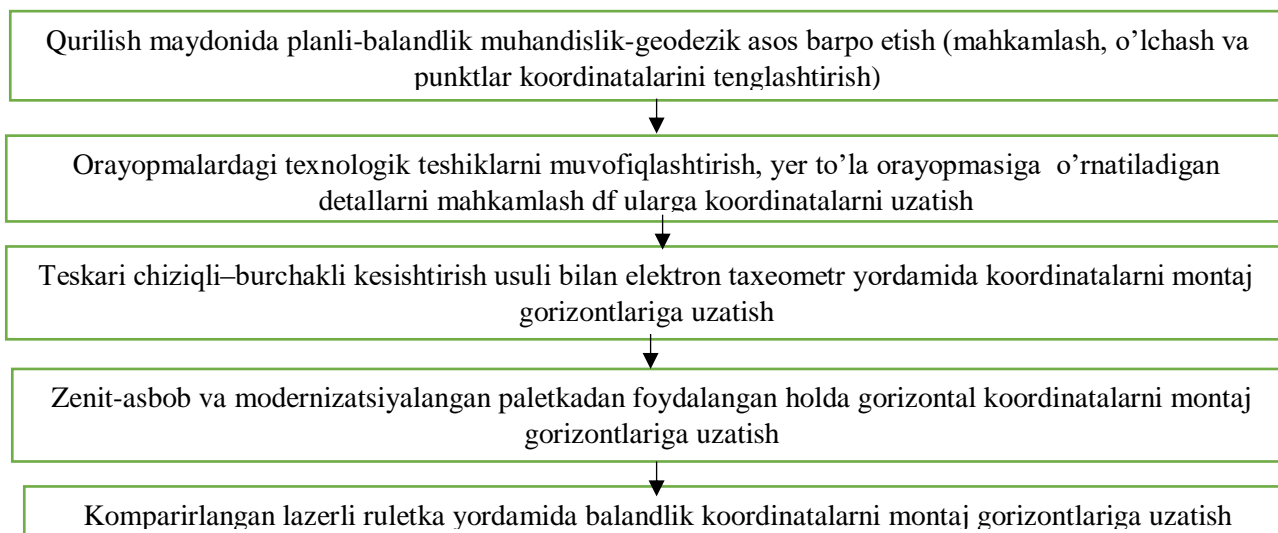 Qurilish maydonida planli-balandlik muhandislik-geodezik asos barpo etish (mahkamlash, o’lchash va
punktlar koordinatalarini tenglashtirish)
Orayopmalardagi texnologik teshiklarni muvofiqlashtirish, yer to’la orayopmasiga o’rnatiladigan
detallarni mahkamlash df ularga koordinatalarni uzatish
Teskari chiziqli–burchakli kesishtirish usuli bilan elektron taxeometr yordamida koordinatalarni montaj
gorizontlariga uzatish
Zenit-asbob va modernizatsiyalangan paletkadan foydalangan holda gorizontal koordinatalarni montaj
gorizontlariga uzatish
Komparirlangan lazerli ruletka yordamida balandlik koordinatalarni montaj gorizontlariga uzatish